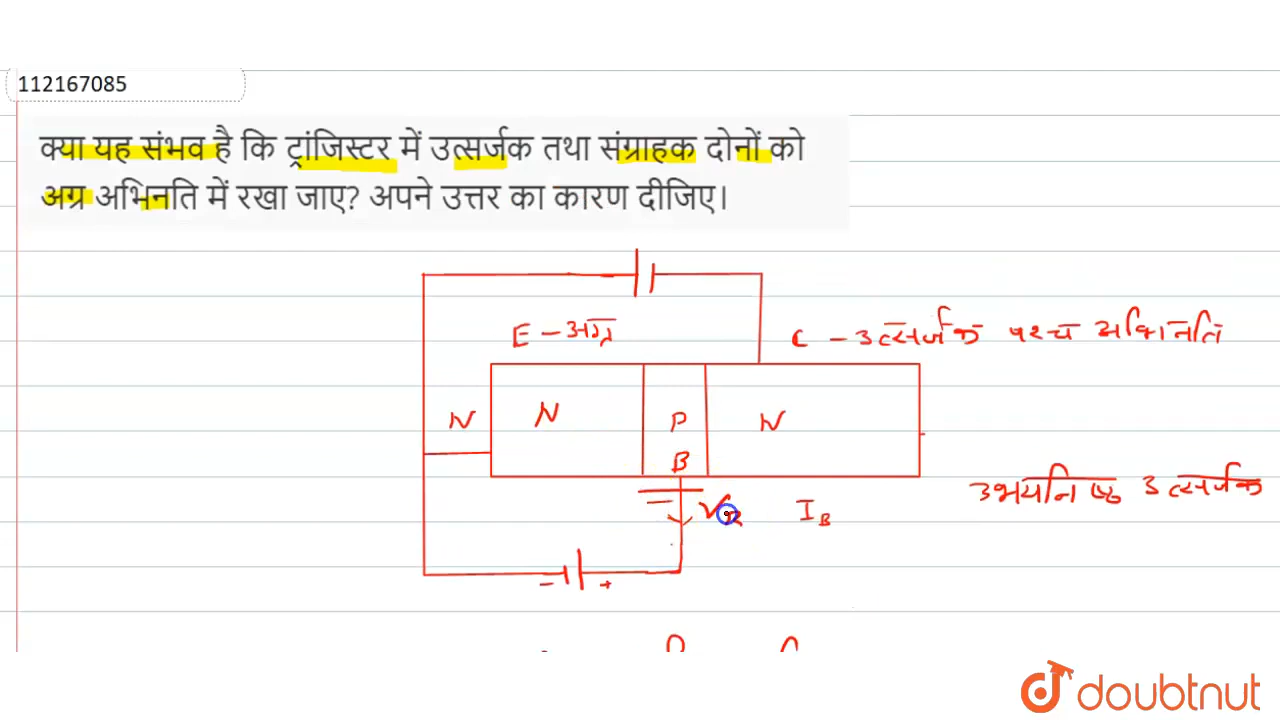 112167085
क्या यह संभव है कि ट्रांजिस्टर में उत्सर्जक तथा संग्राहक दोनों को
अग्र अभिनति में रखा जाए? अपने उत्तर का कारण दीजिए।
E - अग्र
C - उत्सर्जक पश्च अभिनति
N N P N
B
उभयनिष्ठ उत्सर्जक
I_B
- +
doubtnut